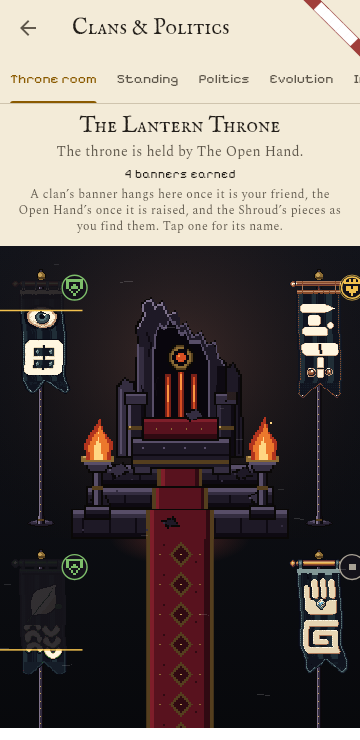 Clans & Politics
Throne room Standing Politics Evolution
The Lantern Throne
The throne is held by The Open Hand.
4 banners earned
A clan's banner hangs here once it is your friend, the
Open Hand's once it is raised, and the Shroud's pieces as
you find them. Tap one for its name.